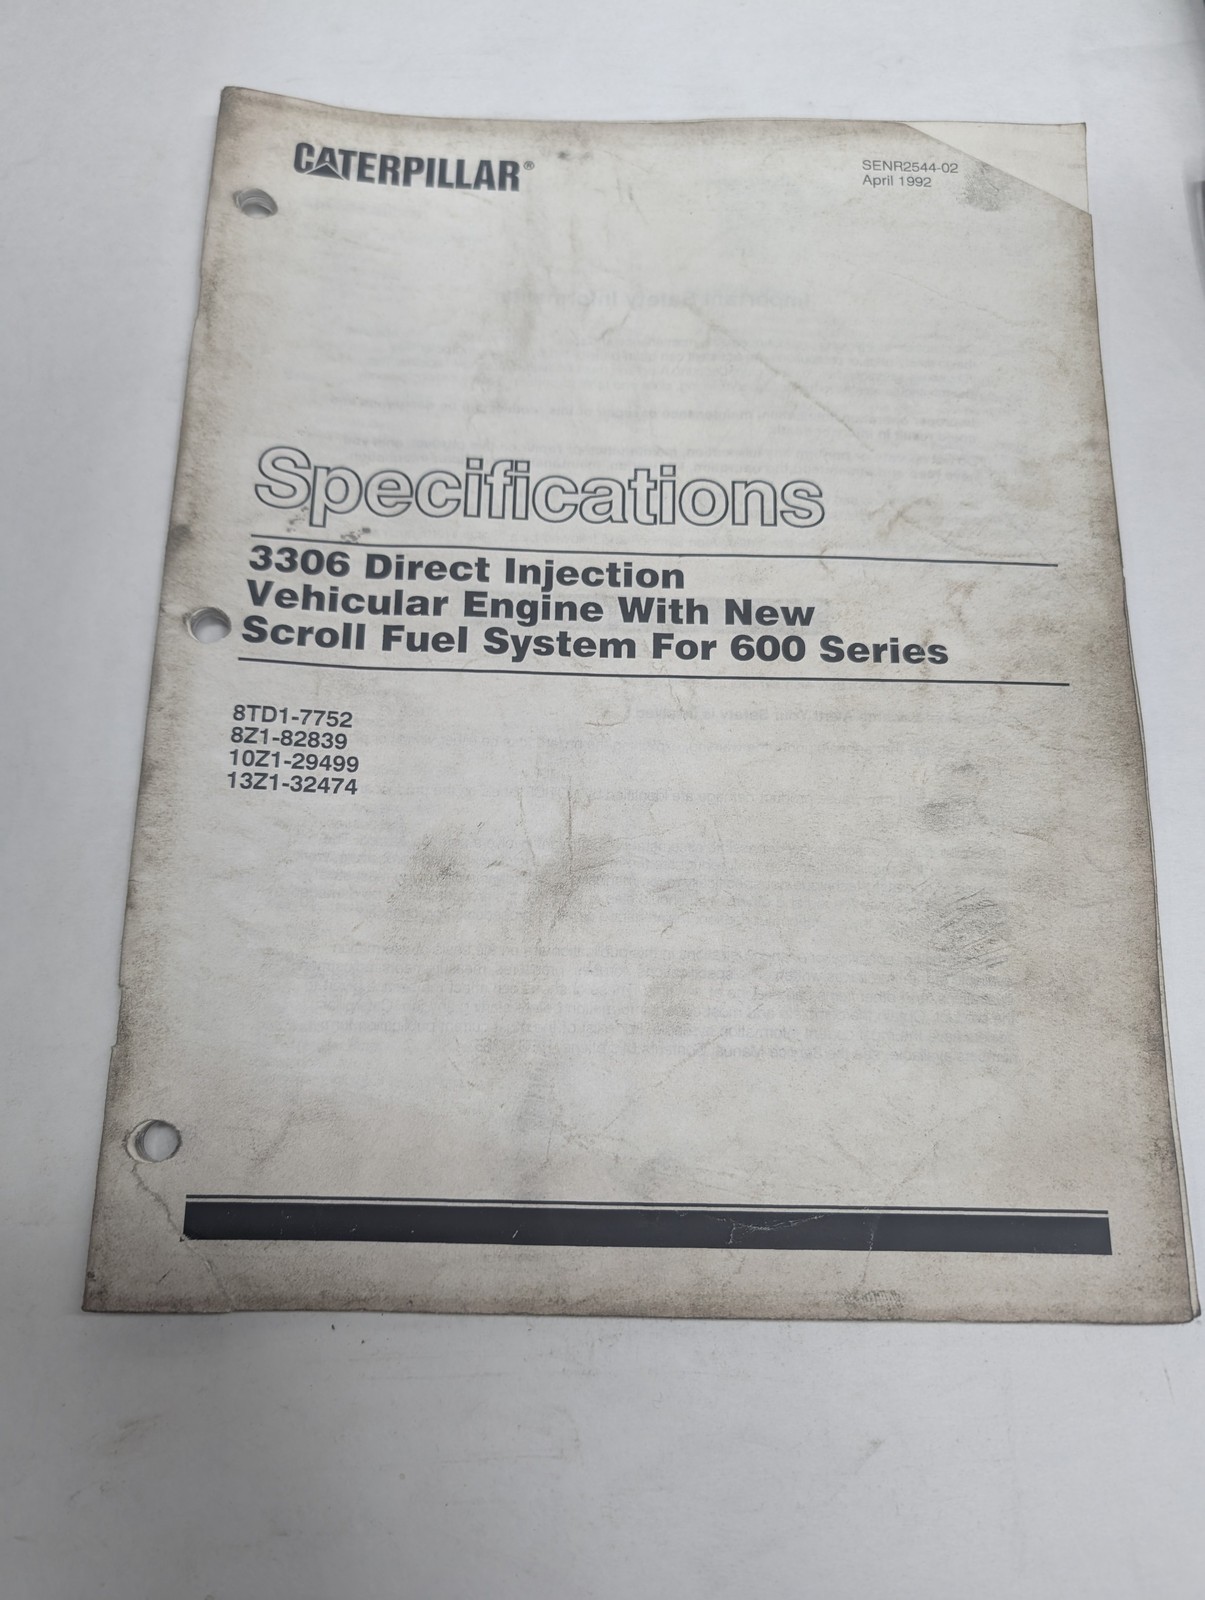 CATERPILLAR®
SENR2544-02
April 1992
Specifications
3306 Direct Injection
Vehicular Engine With New
Scroll Fuel System For 600 Series
8TD1-7752
8Z1-82839
10Z1-29499
13Z1-32474